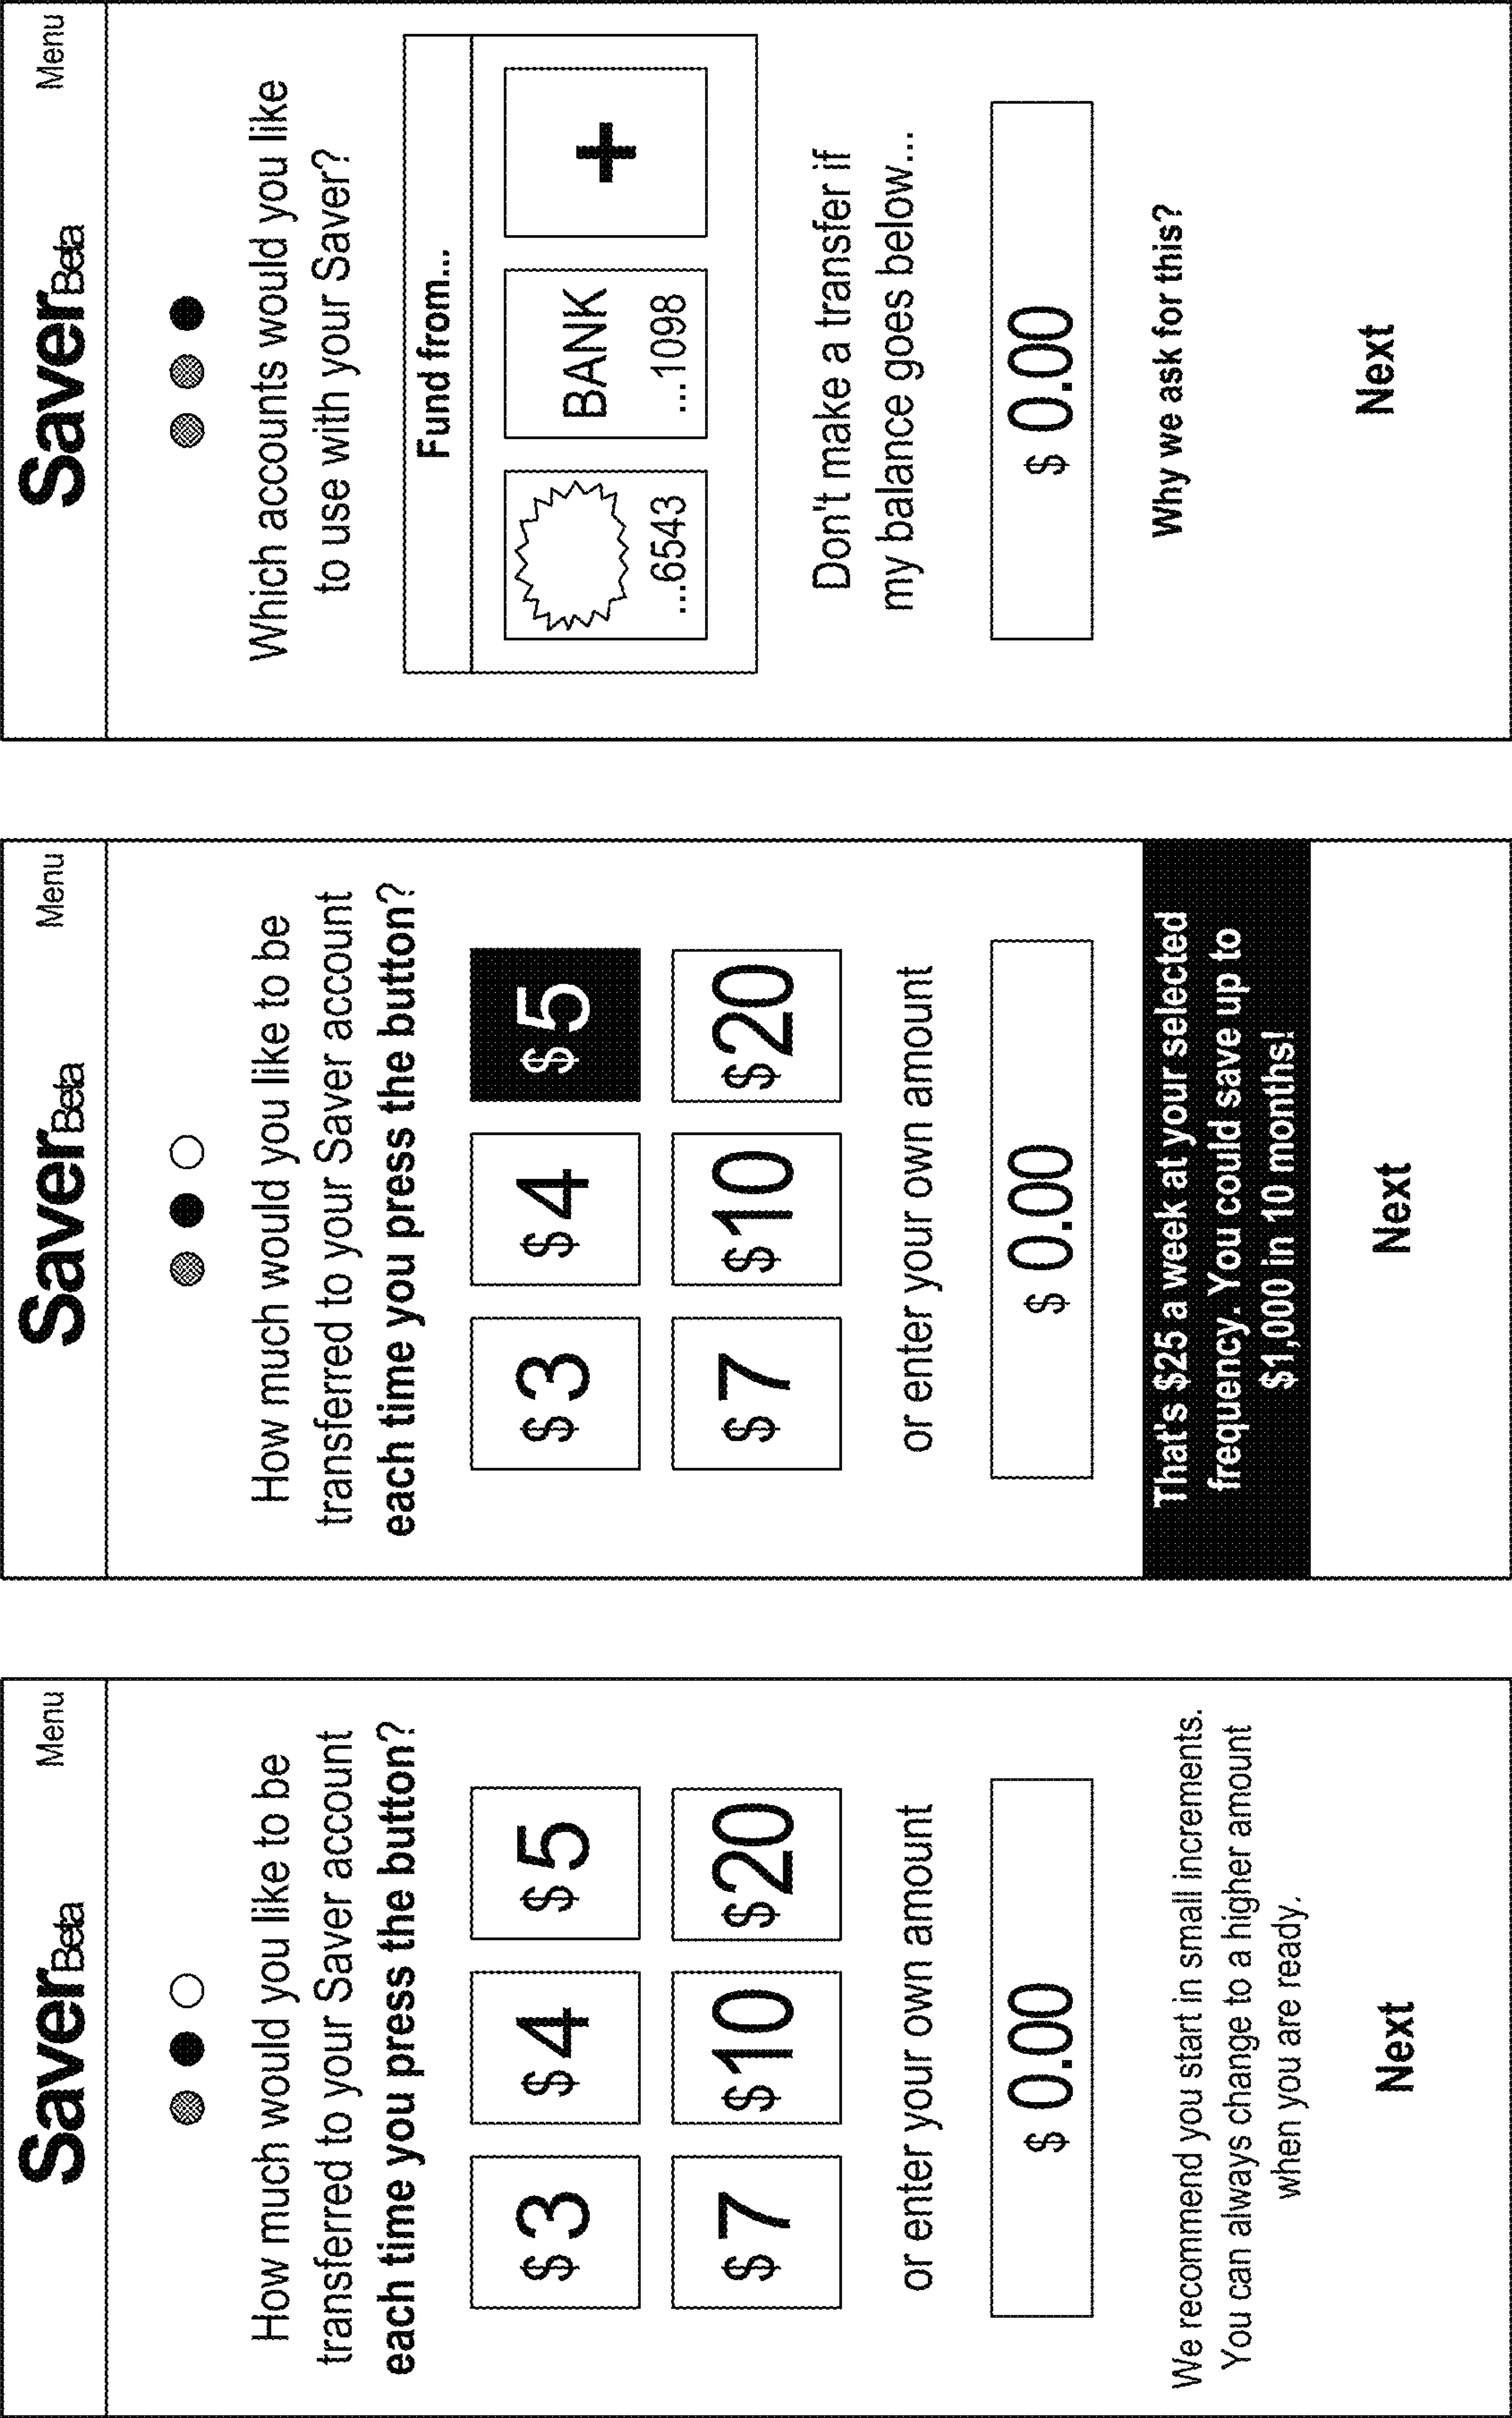 SaverBeta
Menu
How much would you like to be
transferred to your Saver account
each time you press the button?
$3 $4 $5
$7 $10 $20
or enter your own amount
$ 0.00
We recommend you start in small increments.
You can always change to a higher amount
when you are ready.
Next
SaverBeta
Menu
How much would you like to be
transferred to your Saver account
each time you press the button?
$3 $4 $5
$7 $10 $20
or enter your own amount
$ 0.00
That's $25 a week at your selected
frequency. You could save up to
$1,000 in 10 months!
Next
SaverBeta
Menu
Which accounts would you like
to use with your Saver?
Fund from...
BANK +
...6543 ...1098
Don't make a transfer if
my balance goes below...
$ 0.00
Why we ask for this?
Next